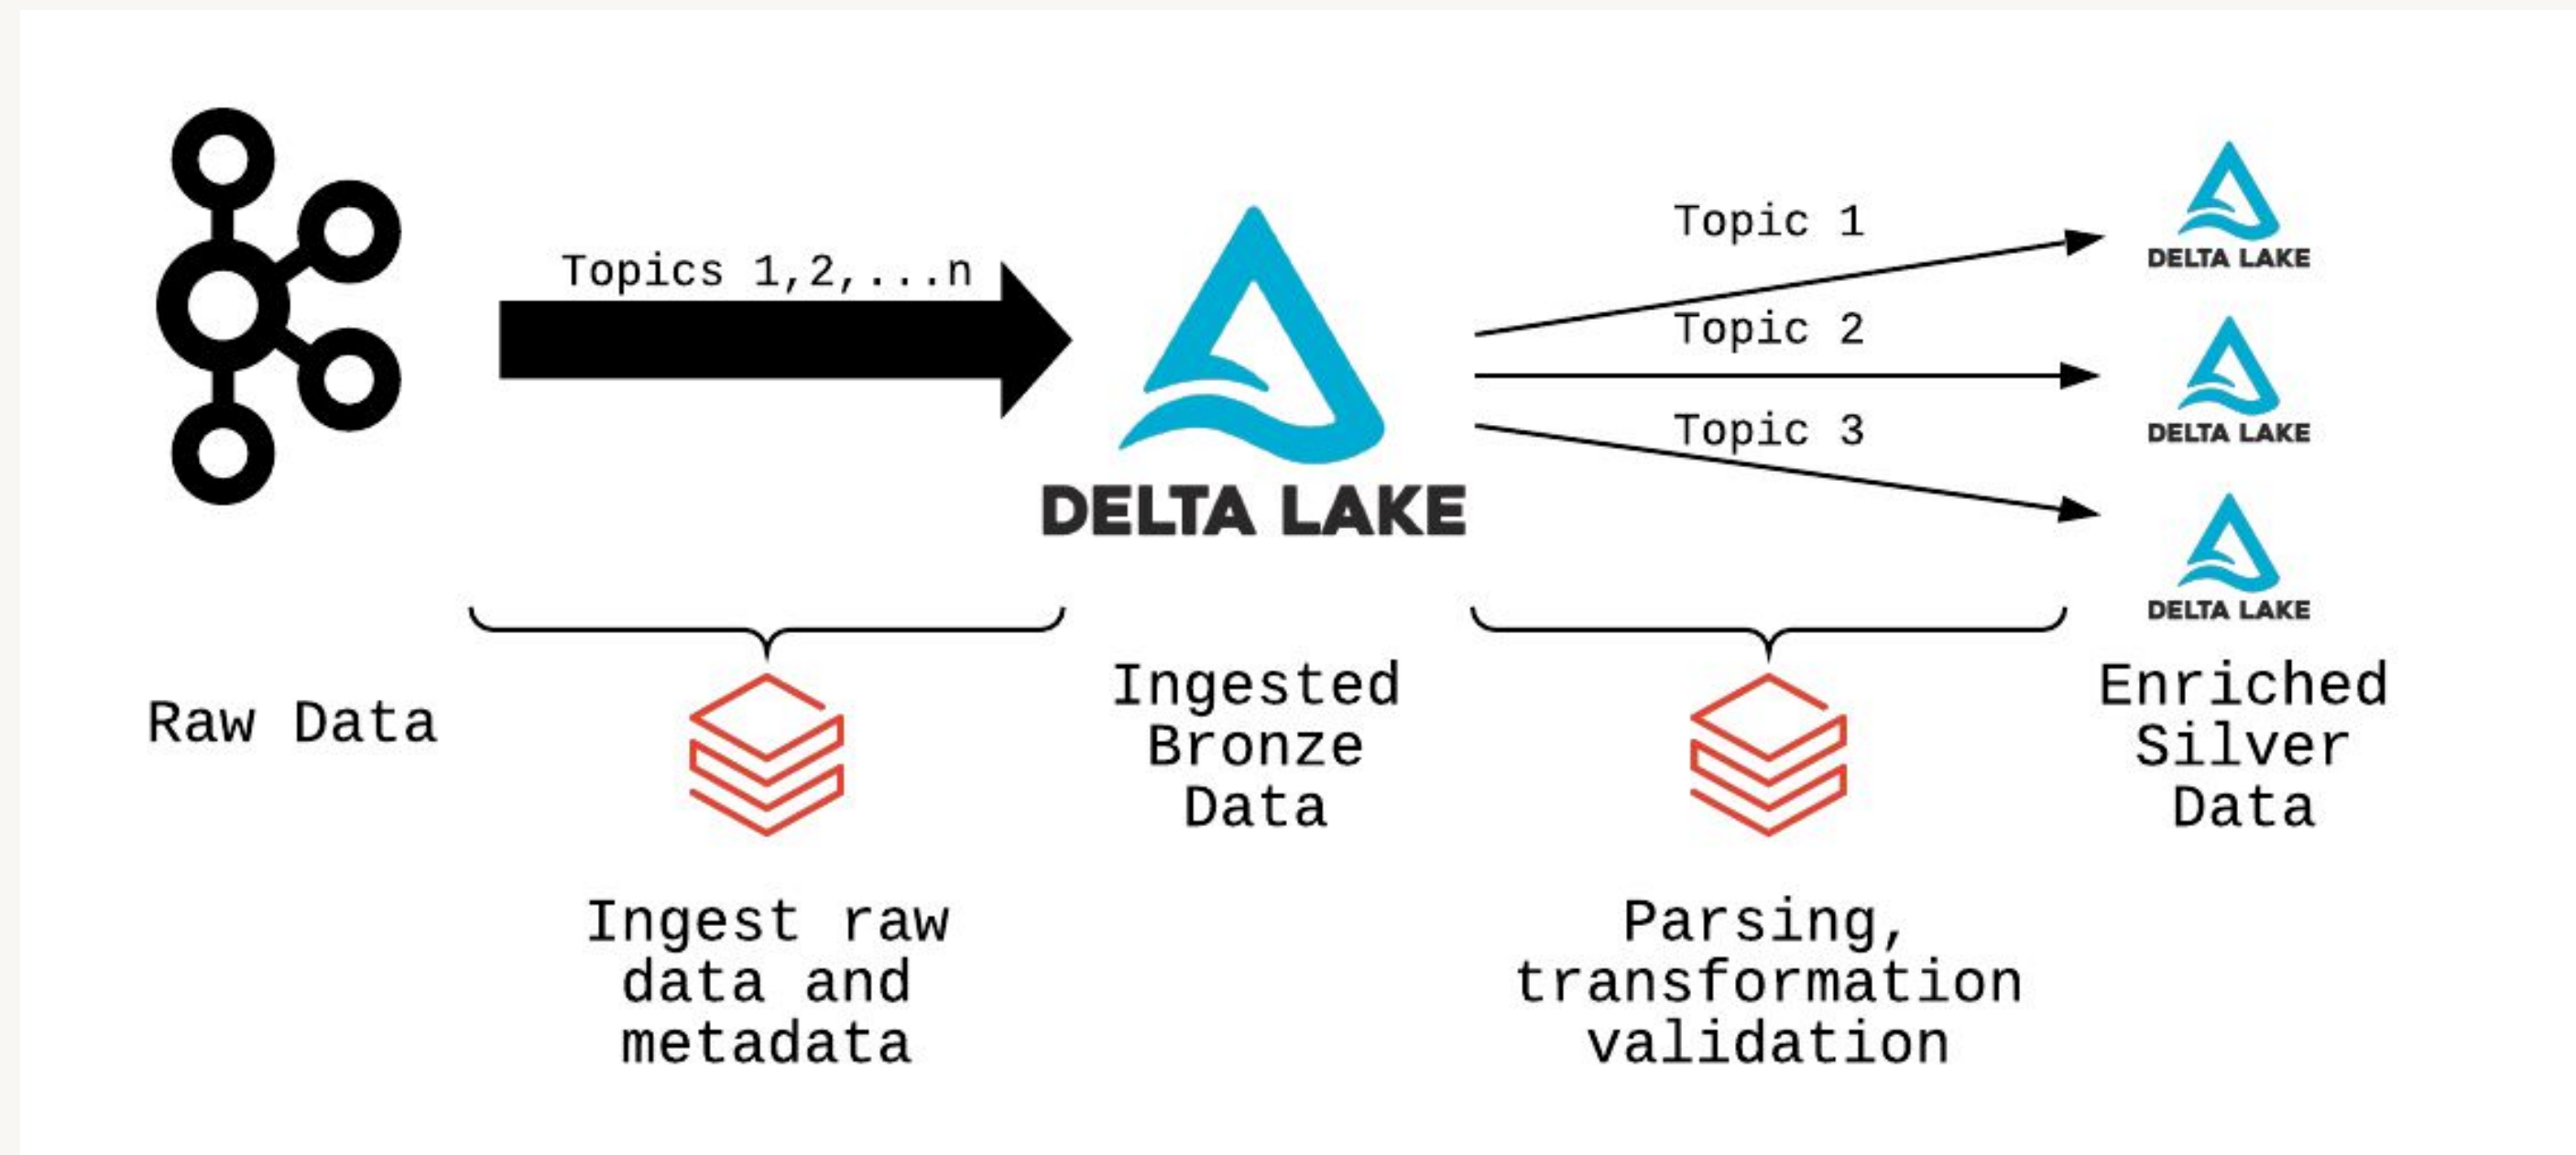 Topics 1,2,...n
DELTA LAKE
Topic 1
Topic 2
Topic 3
DELTA LAKE
DELTA LAKE
DELTA LAKE
Raw Data
Ingested
Bronze
Data
Enriched
Silver
Data
Ingest raw
data and
metadata
Parsing,
transformation
validation